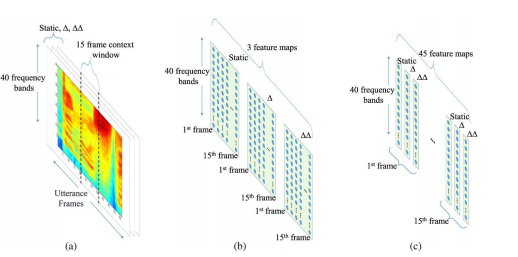 Static, Δ, ΔΔ
15 frame context
window
40 frequency
bands
Utterance
Frames
(a)
3 feature maps
40 frequency
bands
Static
Δ
ΔΔ
1st frame
15th frame
1st frame
15th frame
1st frame
15th frame
(b)
45 feature maps
40 frequency
bands
Static
Δ
ΔΔ
1st frame
Static
Δ
ΔΔ
15th frame
(c)